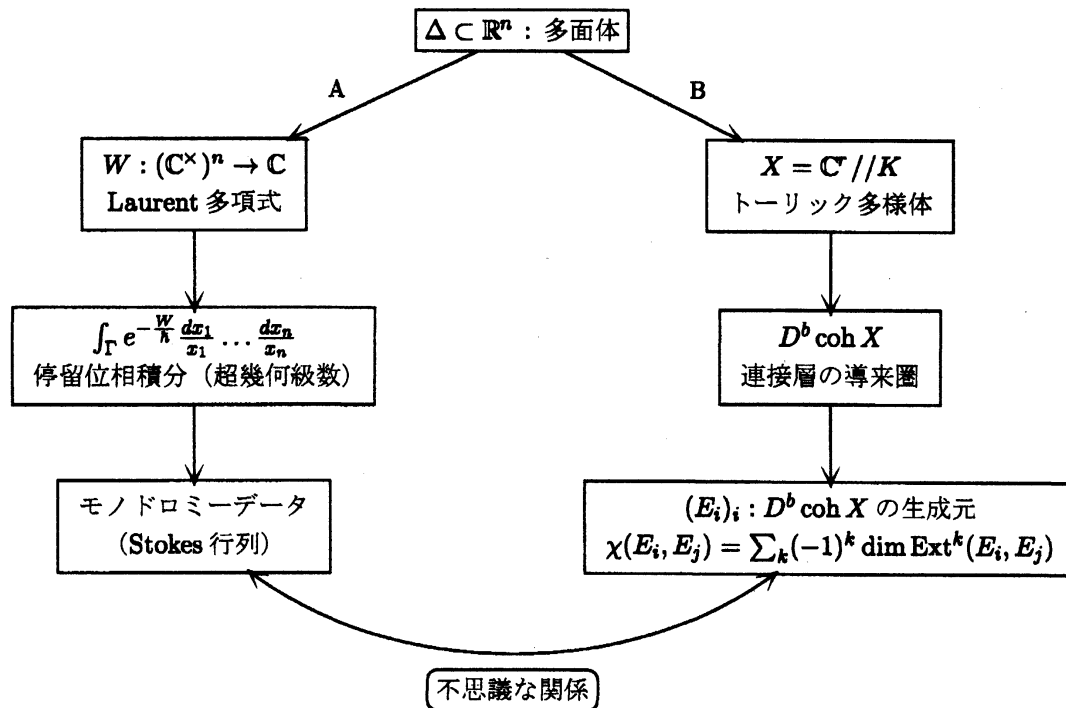 Δ ⊂ ℝⁿ : 多面体
A
B
W : (ℂ^×)ⁿ → ℂ
Laurent 多項式
X = ℂ^r//K
トーリック多様体
∫_Γ e^{-W/ħ} dx₁/x₁ … dxₙ/xₙ
停留位相積分（超幾何級数）
D^b coh X
連接層の導来圏
モノドロミーデータ
（Stokes 行列）
(E_i)_i : D^b coh X の生成元
χ(E_i, E_j) = ∑_k(−1)^k dim Ext^k(E_i, E_j)
不思議な関係